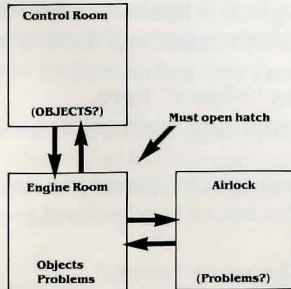 Control Room
(OBJECTS?)
Must open hatch
Engine Room
Airlock
Objects
Problems
(Problems?)